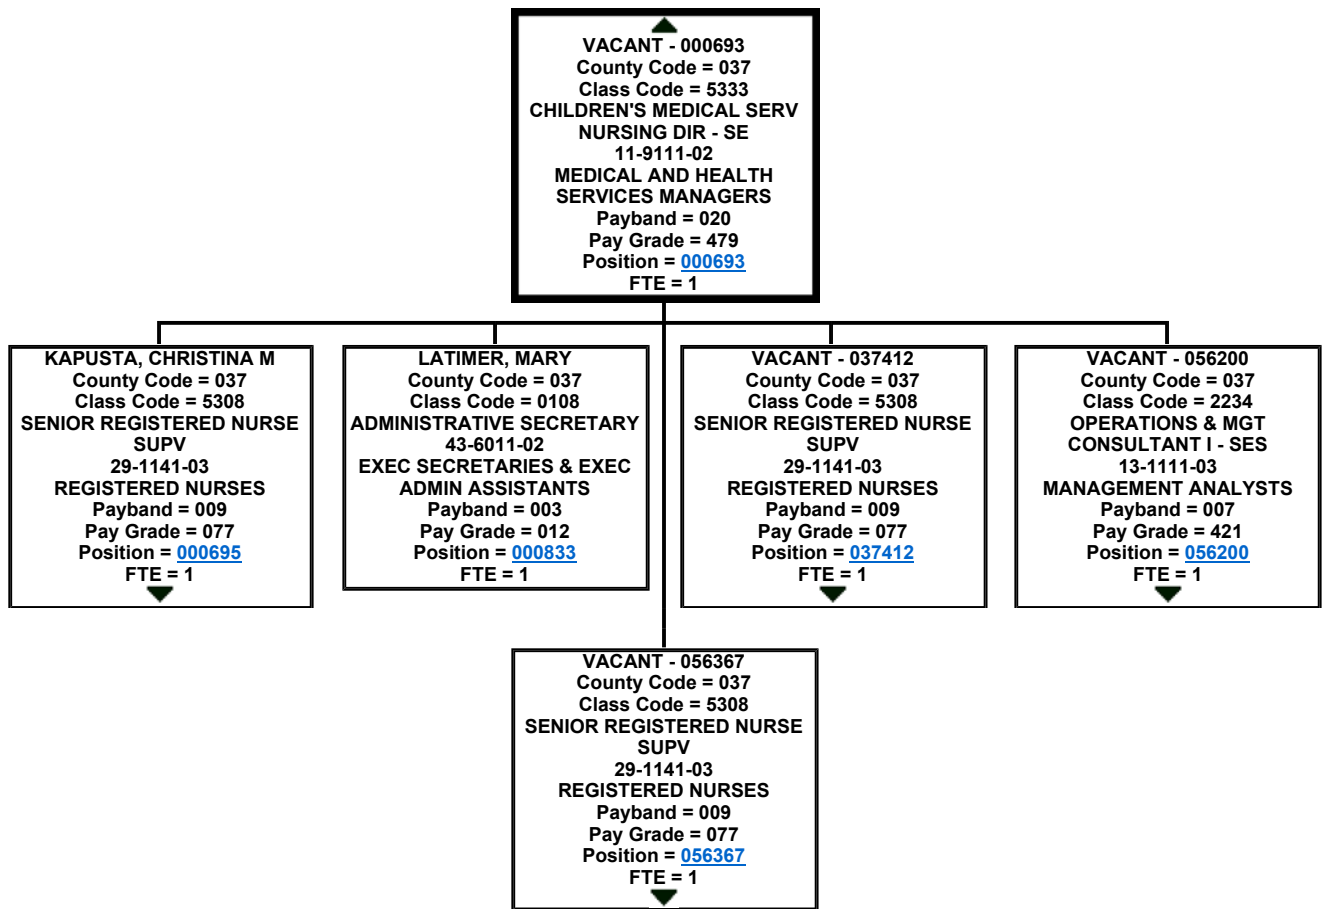 VACANT - 000693
County Code = 037
Class Code = 5333
CHILDREN'S MEDICAL SERV
NURSING DIR - SE
11-9111-02
MEDICAL AND HEALTH
SERVICES MANAGERS
Payband = 020
Pay Grade = 479
Position = 000693
FTE = 1
KAPUSTA, CHRISTINA M
County Code = 037
Class Code = 5308
SENIOR REGISTERED NURSE
SUPV
29-1141-03
REGISTERED NURSES
Payband = 009
Pay Grade = 077
Position = 000695
FTE = 1
LATIMER, MARY
County Code = 037
Class Code = 0108
ADMINISTRATIVE SECRETARY
43-6011-02
EXEC SECRETARIES & EXEC
ADMIN ASSISTANTS
Payband = 003
Pay Grade = 012
Position = 000833
FTE = 1
VACANT - 037412
County Code = 037
Class Code = 5308
SENIOR REGISTERED NURSE
SUPV
29-1141-03
REGISTERED NURSES
Payband = 009
Pay Grade = 077
Position = 037412
FTE = 1
VACANT - 056200
County Code = 037
Class Code = 2234
OPERATIONS & MGT
CONSULTANT I - SES
13-1111-03
MANAGEMENT ANALYSTS
Payband = 007
Pay Grade = 421
Position = 056200
FTE = 1
VACANT - 056367
County Code = 037
Class Code = 5308
SENIOR REGISTERED NURSE
SUPV
29-1141-03
REGISTERED NURSES
Payband = 009
Pay Grade = 077
Position = 056367
FTE = 1